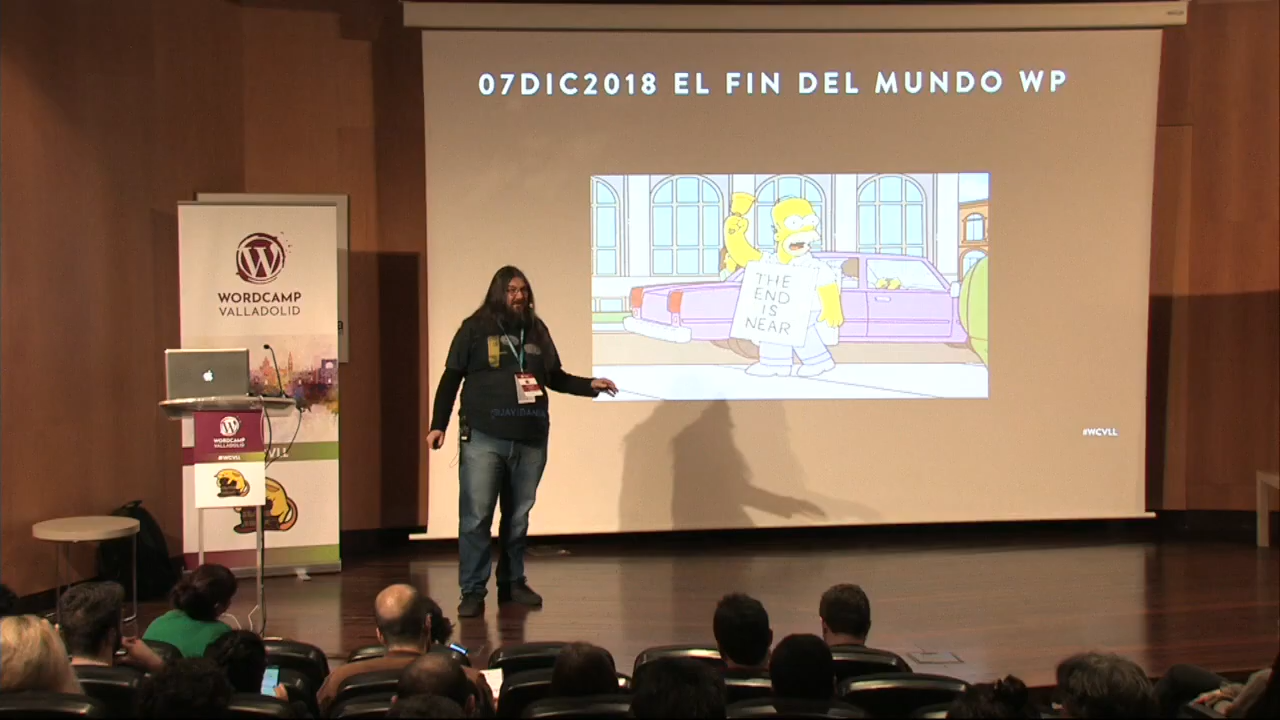 07DIC2018 EL FIN DEL MUNDO WP
THE
END
IS
NEAR
#WCVLL
WORDCAMP
VALLADOLID
WORDCAMP
VALLADOLID
#WCVLL